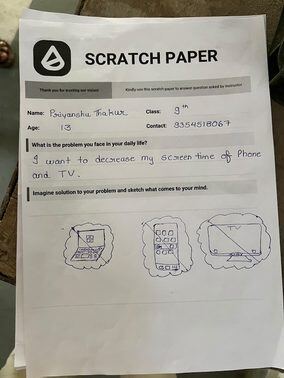 SCRATCH PAPER
Thank you for trusting our vision! Kindly use this scratch paper to answer question asked by instructor
Name: Priyanshu Thakur Class: 9th
Age: 13 Contact: 9354518067
What is the problem you face in your daily life?
I want to decrease my screen time of Phone
and TV.
Imagine solution to your problem and sketch what comes to your mind.
TV